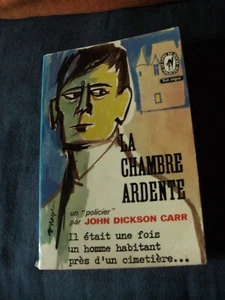 LA
CHAMBRE
ARDENTE
un "policier"
par JOHN DICKSON CARR
Il était une fois
un homme habitant
près d'un cimetière...